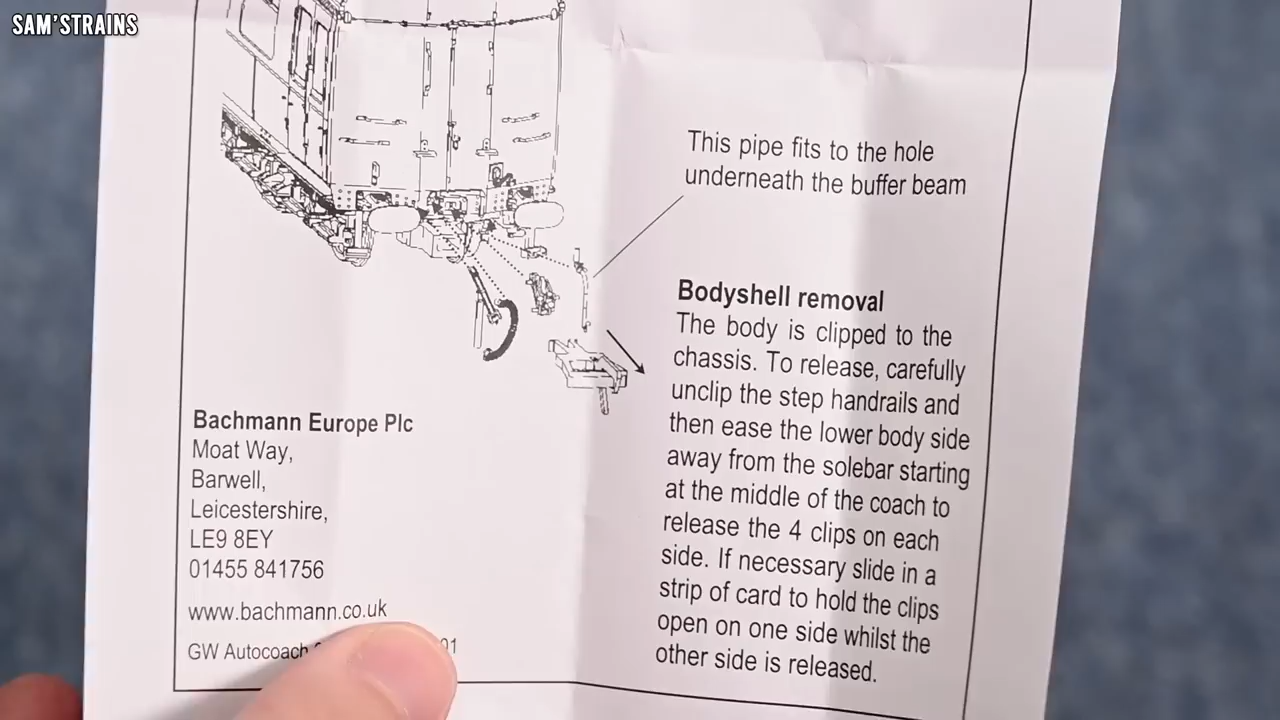 SAM'STRAINS
This pipe fits to the hole
underneath the buffer beam
Bodyshell removal
The body is clipped to the
chassis. To release, carefully
unclip the step handrails and
then ease the lower body side
away from the solebar starting
at the middle of the coach to
release the 4 clips on each
side. If necessary slide in a
strip of card to hold the clips
open on one side whilst the
other side is released.
Bachmann Europe Plc
Moat Way,
Barwell,
Leicestershire,
LE9 8EY
01455 841756
www.bachmann.co.uk
GW Autocoach